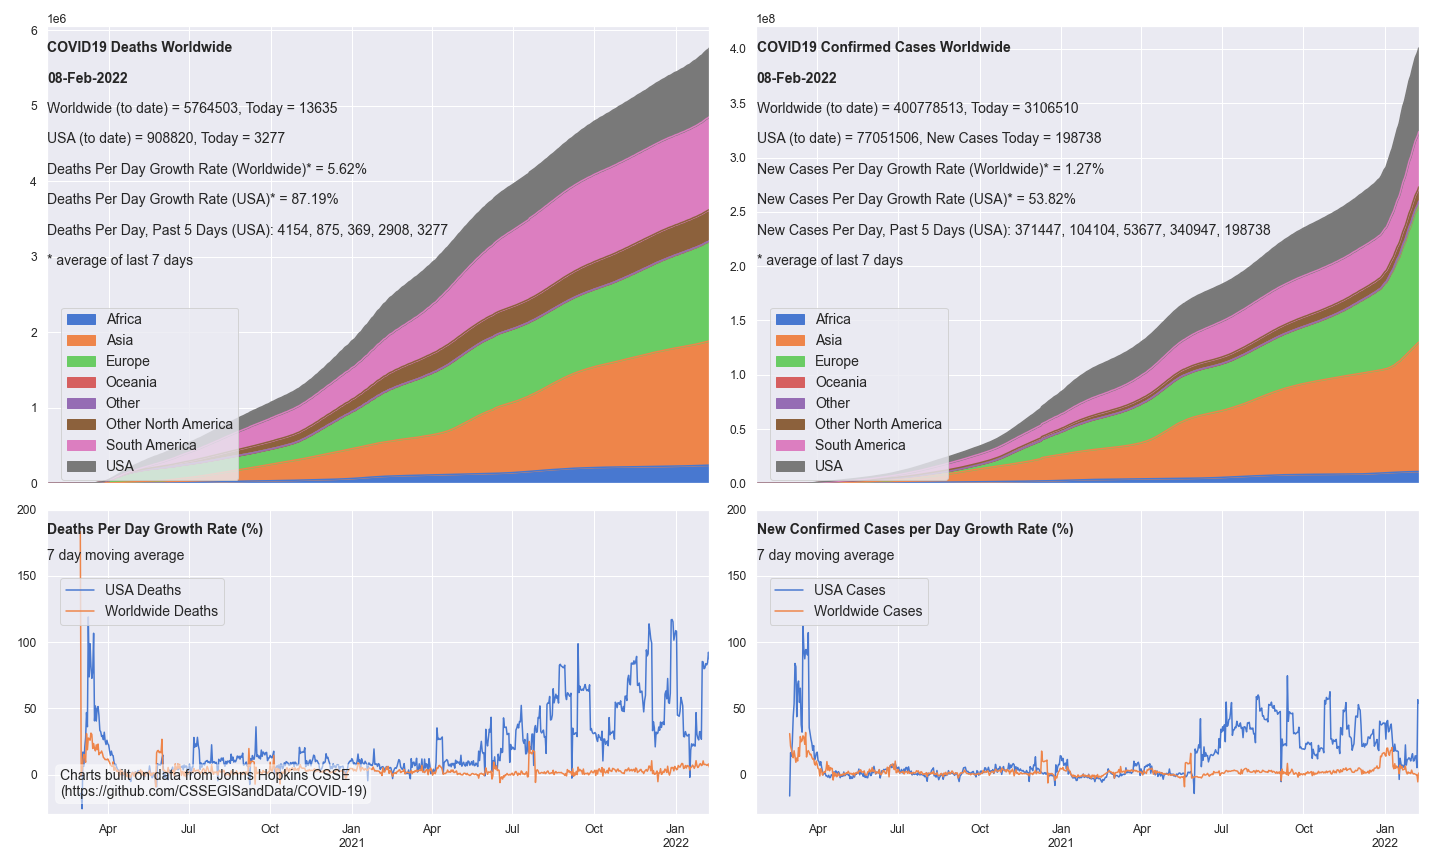 1e6
6
5
4
3
2
1
0
COVID19 Deaths Worldwide
08-Feb-2022
Worldwide (to date) = 5764503, Today = 13635
USA (to date) = 908820, Today = 3277
Deaths Per Day Growth Rate (Worldwide)* = 5.62%
Deaths Per Day Growth Rate (USA)* = 87.19%
Deaths Per Day, Past 5 Days (USA): 4154, 875, 369, 2908, 3277
* average of last 7 days
Africa
Asia
Europe
Oceania
Other
Other North America
South America
USA
1e8
4.0
3.5
3.0
2.5
2.0
1.5
1.0
0.5
0.0
COVID19 Confirmed Cases Worldwide
08-Feb-2022
Worldwide (to date) = 400778513, Today = 3106510
USA (to date) = 77051506, New Cases Today = 198738
New Cases Per Day Growth Rate (Worldwide)* = 1.27%
New Cases Per Day Growth Rate (USA)* = 53.82%
New Cases Per Day, Past 5 Days (USA): 371447, 104104, 53677, 340947, 198738
* average of last 7 days
Africa
Asia
Europe
Oceania
Other
Other North America
South America
USA
200
150
100
50
0
Deaths Per Day Growth Rate (%)
7 day moving average
USA Deaths
Worldwide Deaths
Charts built on data from Johns Hopkins CSSE
(https://github.com/CSSEGISandData/COVID-19)
Apr Jul Oct Jan Apr Jul Oct Jan
2021 2022
200
150
100
50
0
New Confirmed Cases per Day Growth Rate (%)
7 day moving average
USA Cases
Worldwide Cases
Apr Jul Oct Jan Apr Jul Oct Jan
2021 2022